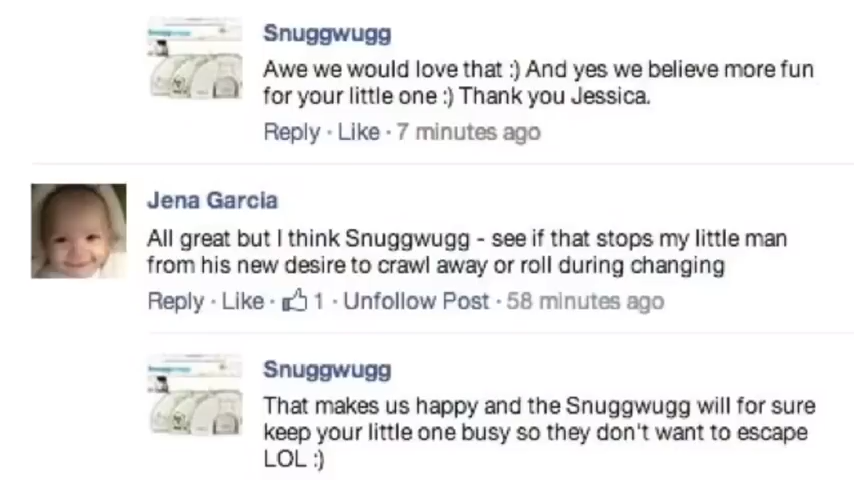 Snuggwugg
Awe we would love that :) And yes we believe more fun
for your little one :) Thank you Jessica.
Reply · Like · 7 minutes ago
Jena Garcia
All great but I think Snuggwugg - see if that stops my little man
from his new desire to crawl away or roll during changing
Reply · Like · 1 · Unfollow Post · 58 minutes ago
Snuggwugg
That makes us happy and the Snuggwugg will for sure
keep your little one busy so they don't want to escape
LOL :)